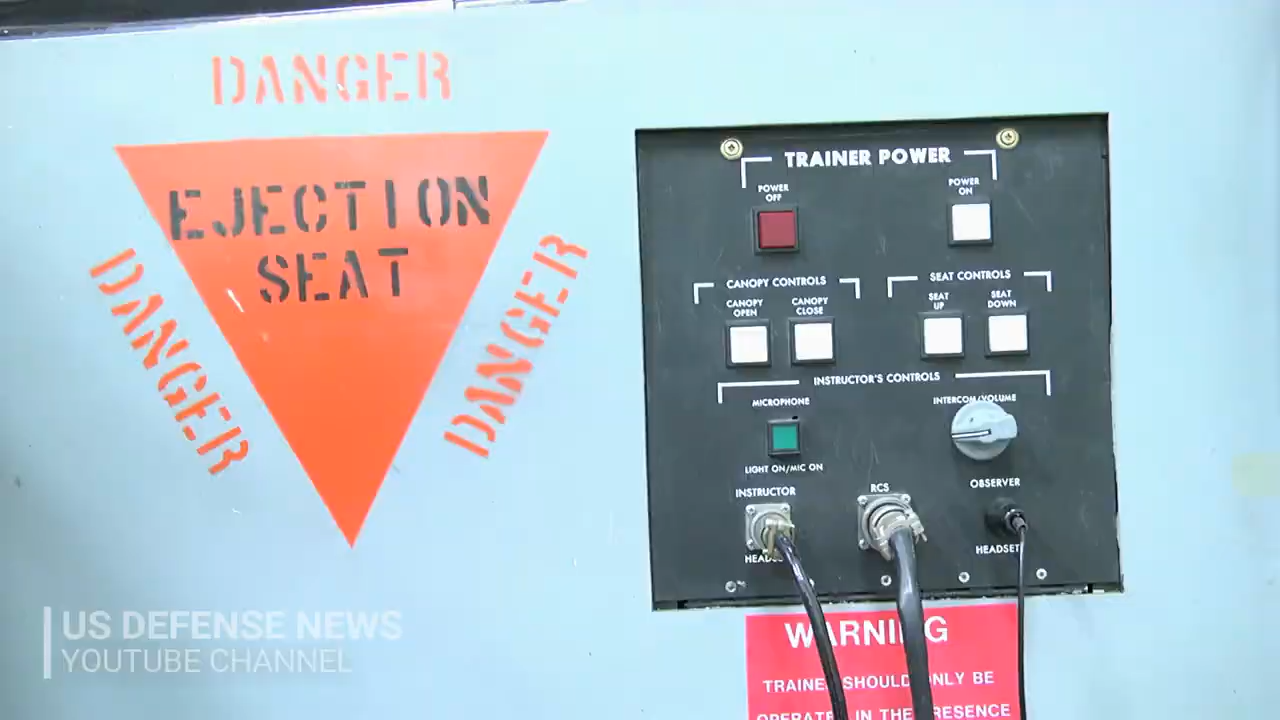 DANGER
EJECTION
SEAT
DANGER
DANGER
TRAINER POWER
POWER
OFF
POWER
ON
CANOPY CONTROLS
CANOPY
OPEN
CANOPY
CLOSE
SEAT CONTROLS
SEAT
UP
SEAT
DOWN
INSTRUCTOR'S CONTROLS
MICROPHONE
LIGHT ON/MIC ON
INTERCOM/VOLUME
INSTRUCTOR
HEADSET
RCS
OBSERVER
HEADSET
WARNING
TRAINER SHOULD ONLY BE
OPERATED IN THE PRESENCE
US DEFENSE NEWS
YOUTUBE CHANNEL